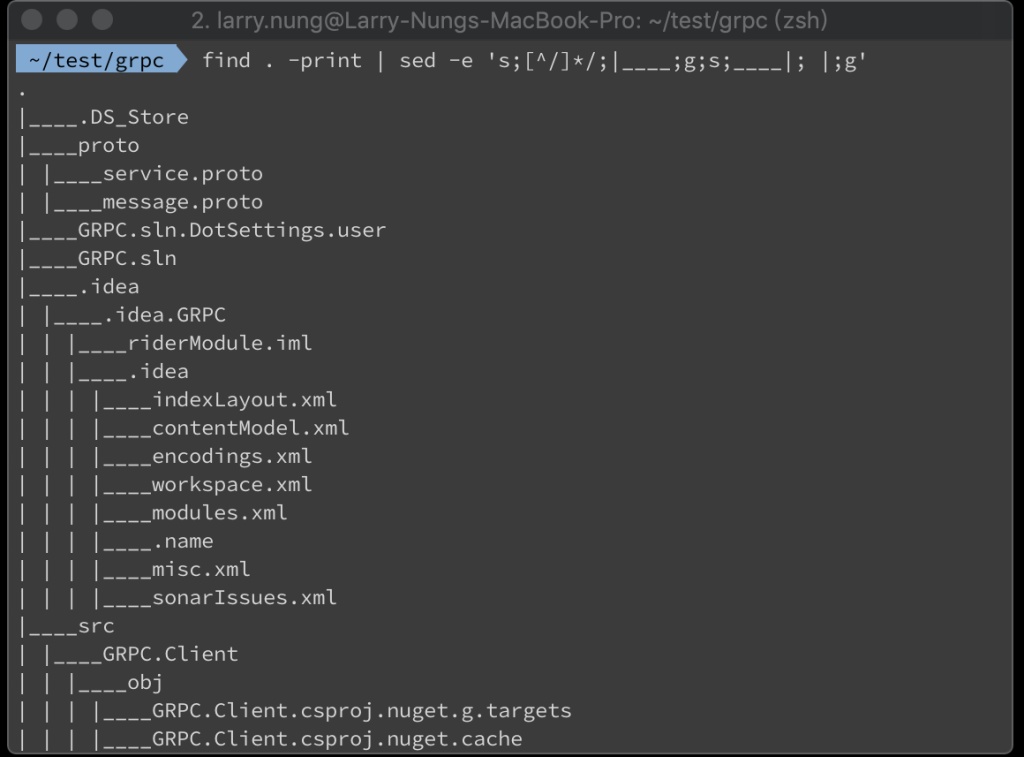 2. larry.nung@Larry-Nungs-MacBook-Pro: ~/test/grpc (zsh)
~/test/grpc find . -print | sed -e 's;[^/]*/;|____;g;s;____|; |;g'
.
|____.DS_Store
|____proto
| |____service.proto
| |____message.proto
|____GRPC.sln.DotSettings.user
|____GRPC.sln
|____.idea
| |____.idea.GRPC
| | |____riderModule.iml
| | |____.idea
| | | |____indexLayout.xml
| | | |____contentModel.xml
| | | |____encodings.xml
| | | |____workspace.xml
| | | |____modules.xml
| | | |____.name
| | | |____misc.xml
| | | |____sonarIssues.xml
|____src
| |____GRPC.Client
| | |____obj
| | | |____GRPC.Client.csproj.nuget.g.targets
| | | |____GRPC.Client.csproj.nuget.cache